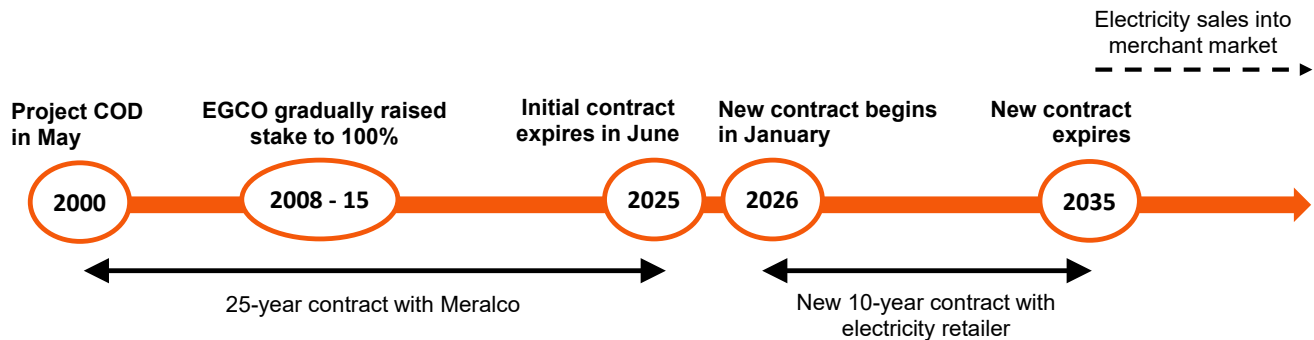 Electricity sales into
merchant market
Project COD
in May
EGCO gradually raised
stake to 100%
Initial contract
expires in June
New contract begins
in January
New contract
expires
2000
2008 - 15
2025
2026
2035
25-year contract with Meralco
New 10-year contract with
electricity retailer